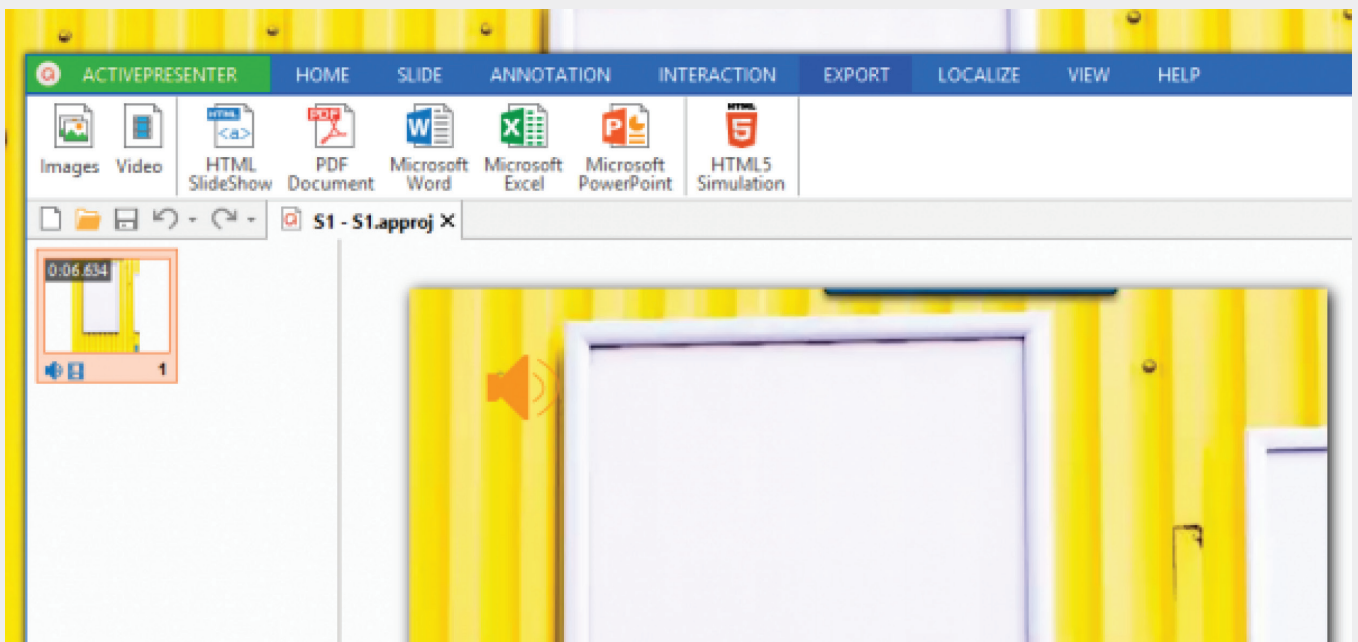 ACTIVEPRESENTER HOME SLIDE ANNOTATION INTERACTION EXPORT LOCALIZE VIEW HELP
Images Video HTML SlideShow PDF Document Microsoft Word Microsoft Excel Microsoft PowerPoint HTML5 Simulation
S1 - S1.approj
0:06.634
1